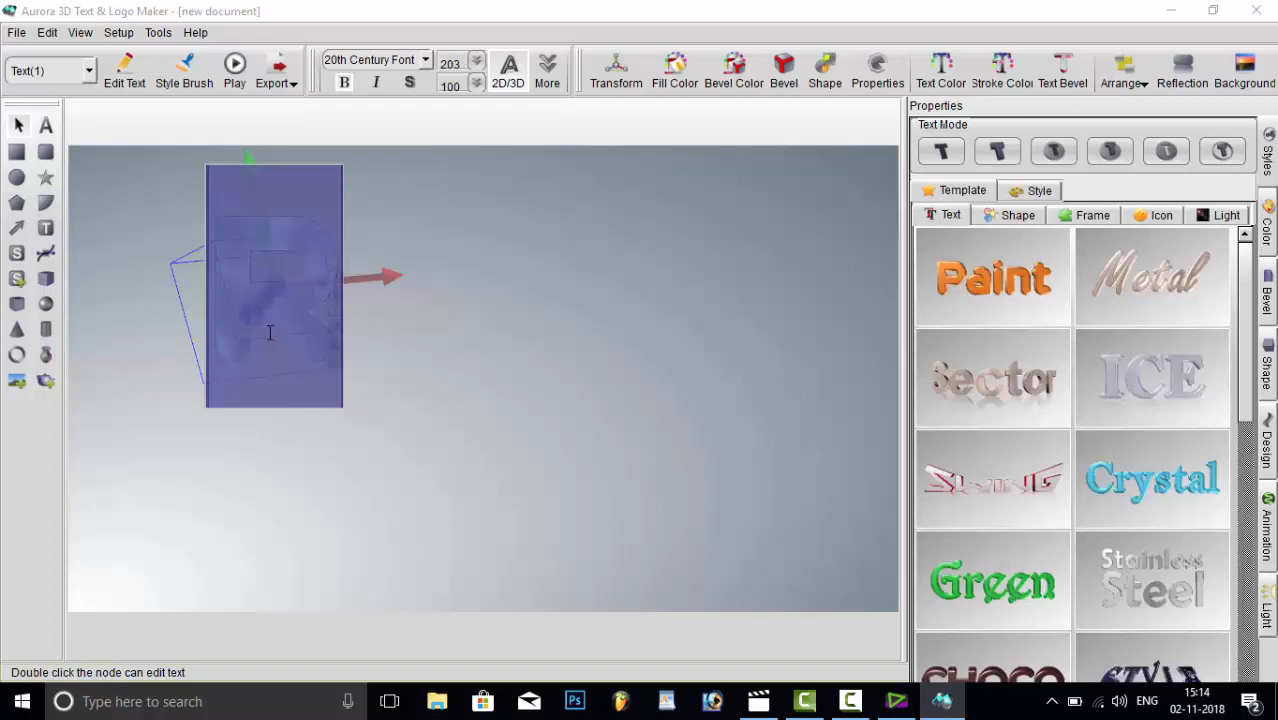 Aurora 3D Text & Logo Maker - [new document]
File Edit View Setup Tools Help
Text(1) Edit Text Style Brush Play Export
20th Century Font 203 100 B I S 2D/3D More
Transform Fill Color Bevel Color Bevel Shape Properties Text Color Stroke Color Text Bevel Arrange Reflection Background
Properties
Text Mode
Template Style
Text Shape Frame Icon Light
Paint Metal
Sector ICE
SWING Crystal
Green Stainless Steel
CHOCO STYLE
Styles
Color
Bevel
Shape
Design
Animation
Light
Double click the node can edit text
Type here to search
ENG
15:14
02-11-2018
2